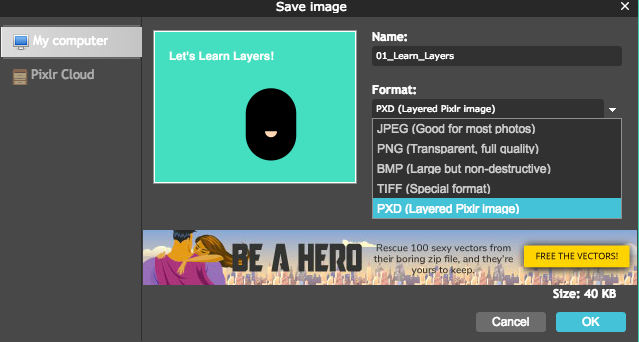 Save image
My computer
Pixlr Cloud
Let's Learn Layers!
Name:
01_Learn_Layers
Format:
PXD (Layered Pixlr image)
JPEG (Good for most photos)
PNG (Transparent, full quality)
BMP (Large but non-destructive)
TIFF (Special format)
PXD (Layered Pixlr image)
BE A HERO
Rescue 100 sexy vectors from
their boring zip file, and they're
yours to keep.
FREE THE VECTORS!
Size: 40 KB
Cancel
OK